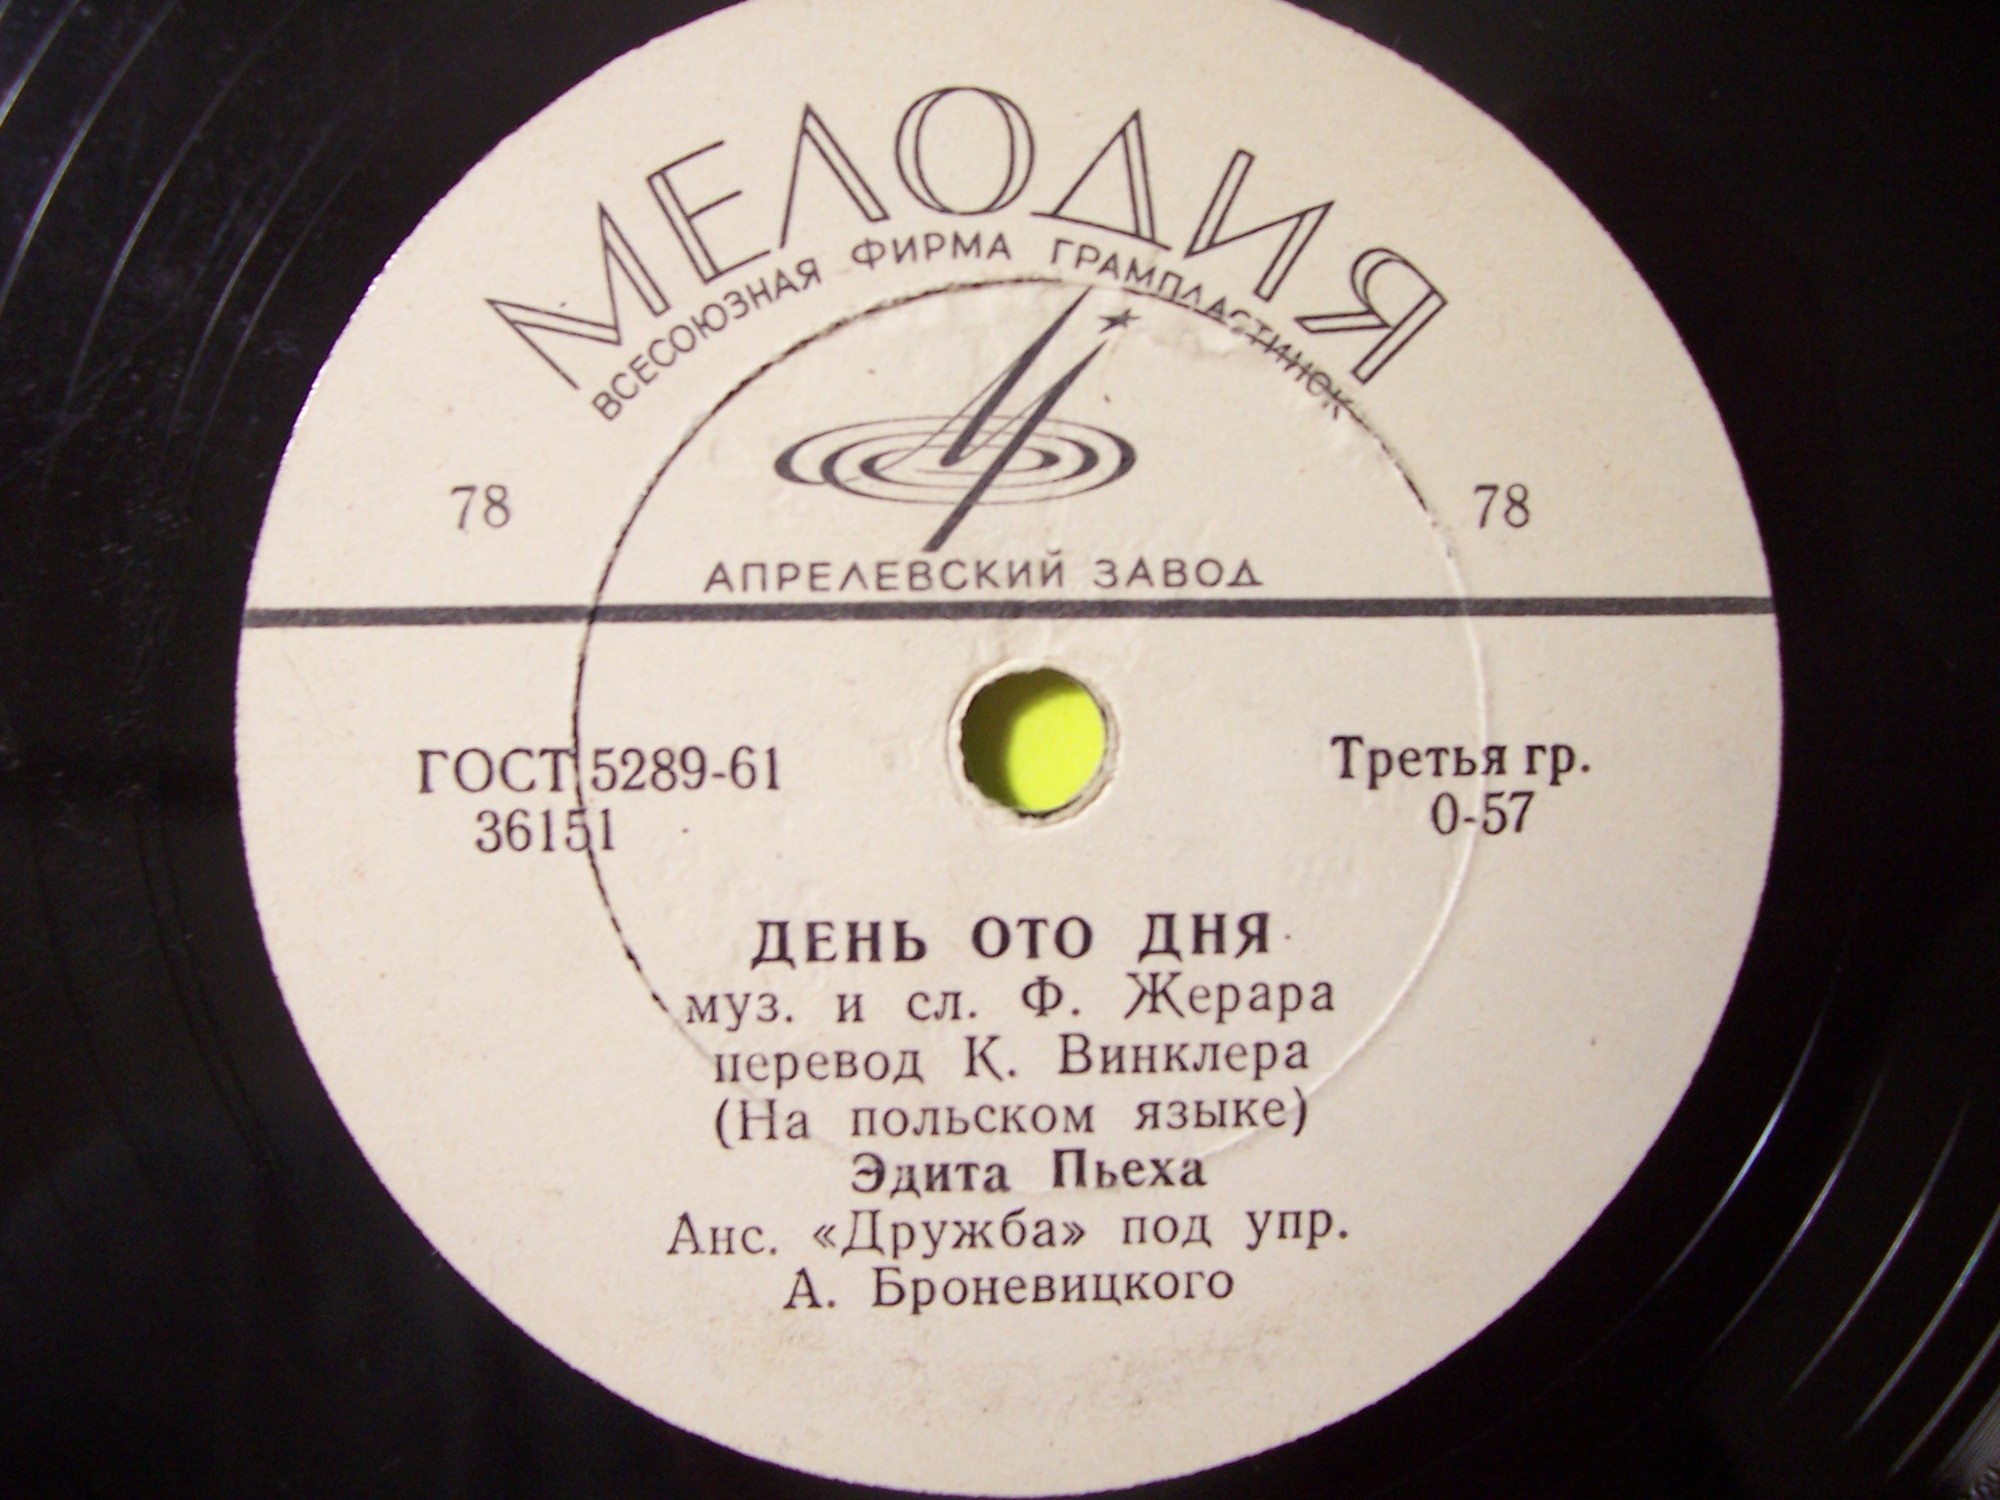 МЕЛОДИЯ
ВСЕСОЮЗНАЯ ФИРМА ГРАМПЛАСТИНОК
78
78
АПРЕЛЕВСКИЙ ЗАВОД
ГОСТ 5289-61
36151
Третья гр.
0-57
ДЕНЬ ОТО ДНЯ
муз. и сл. Ф. Жерара
перевод К. Винклера
(На польском языке)
Эдита Пьеха
Анс. «Дружба» под упр.
А. Броневицкого